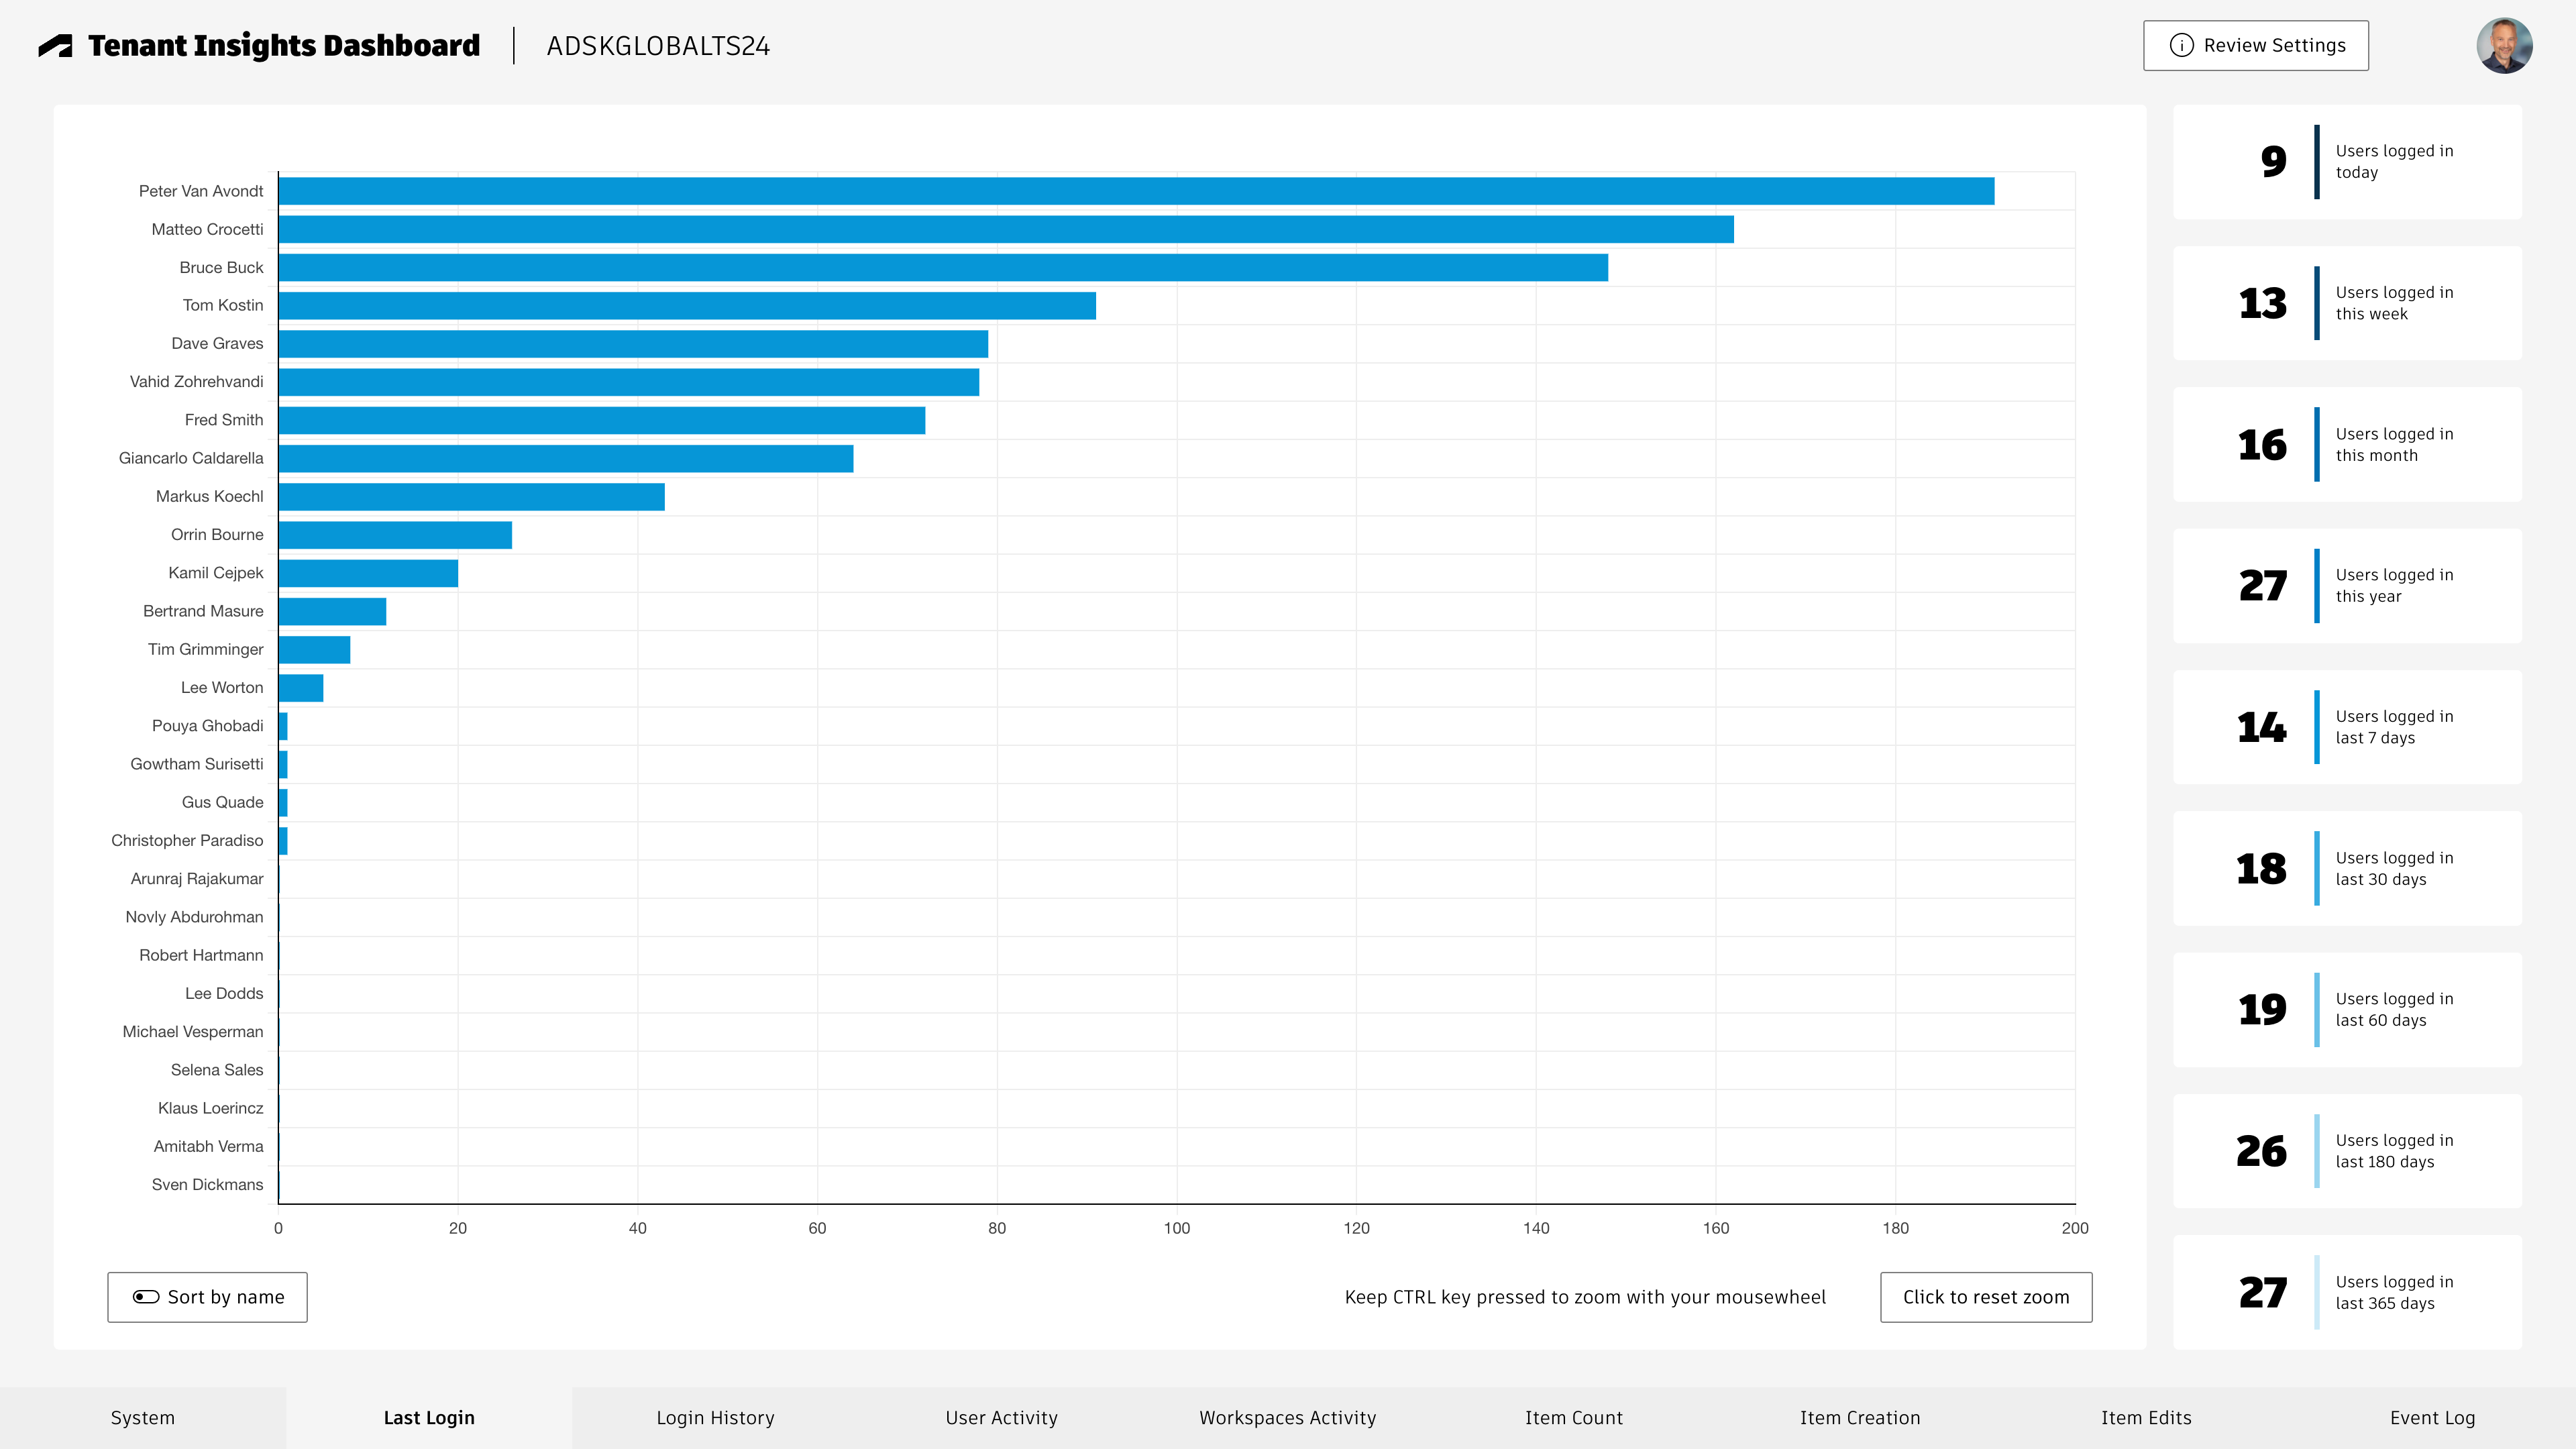 Tenant Insights Dashboard
ADSKGLOBALTS24
Review Settings
Peter Van Avondt
Matteo Crocetti
Bruce Buck
Tom Kostin
Dave Graves
Vahid Zohrehvandi
Fred Smith
Giancarlo Caldarella
Markus Koechl
Orrin Bourne
Kamil Cejpek
Bertrand Masure
Tim Grimminger
Lee Worton
Pouya Ghobadi
Gowtham Surisetti
Gus Quade
Christopher Paradiso
Arunraj Rajakumar
Novly Abdurohman
Robert Hartmann
Lee Dodds
Michael Vesperman
Selena Sales
Klaus Loerincz
Amitabh Verma
Sven Dickmans
0 20 40 60 80 100 120 140 160 180 200
Sort by name
Keep CTRL key pressed to zoom with your mousewheel
Click to reset zoom
9
Users logged in
today
13
Users logged in
this week
16
Users logged in
this month
27
Users logged in
this year
14
Users logged in
last 7 days
18
Users logged in
last 30 days
19
Users logged in
last 60 days
26
Users logged in
last 180 days
27
Users logged in
last 365 days
System
Last Login
Login History
User Activity
Workspaces Activity
Item Count
Item Creation
Item Edits
Event Log